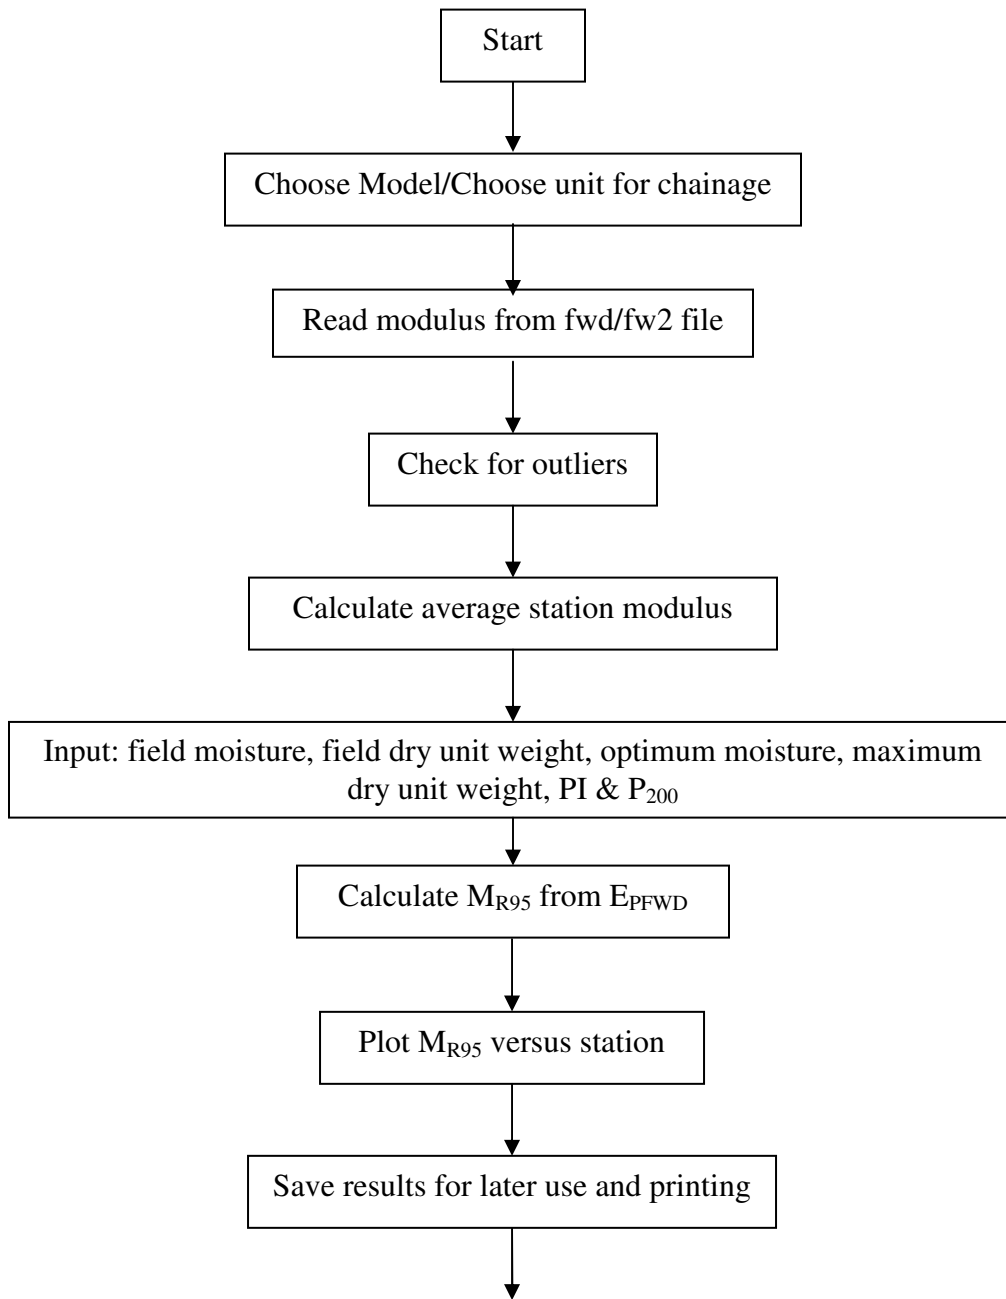 Start
Choose Model/Choose unit for chainage
Read modulus from fwd/fw2 file
Check for outliers
Calculate average station modulus
Input: field moisture, field dry unit weight, optimum moisture, maximum
dry unit weight, PI & P200
Calculate MR95 from EPFWD
Plot MR95 versus station
Save results for later use and printing